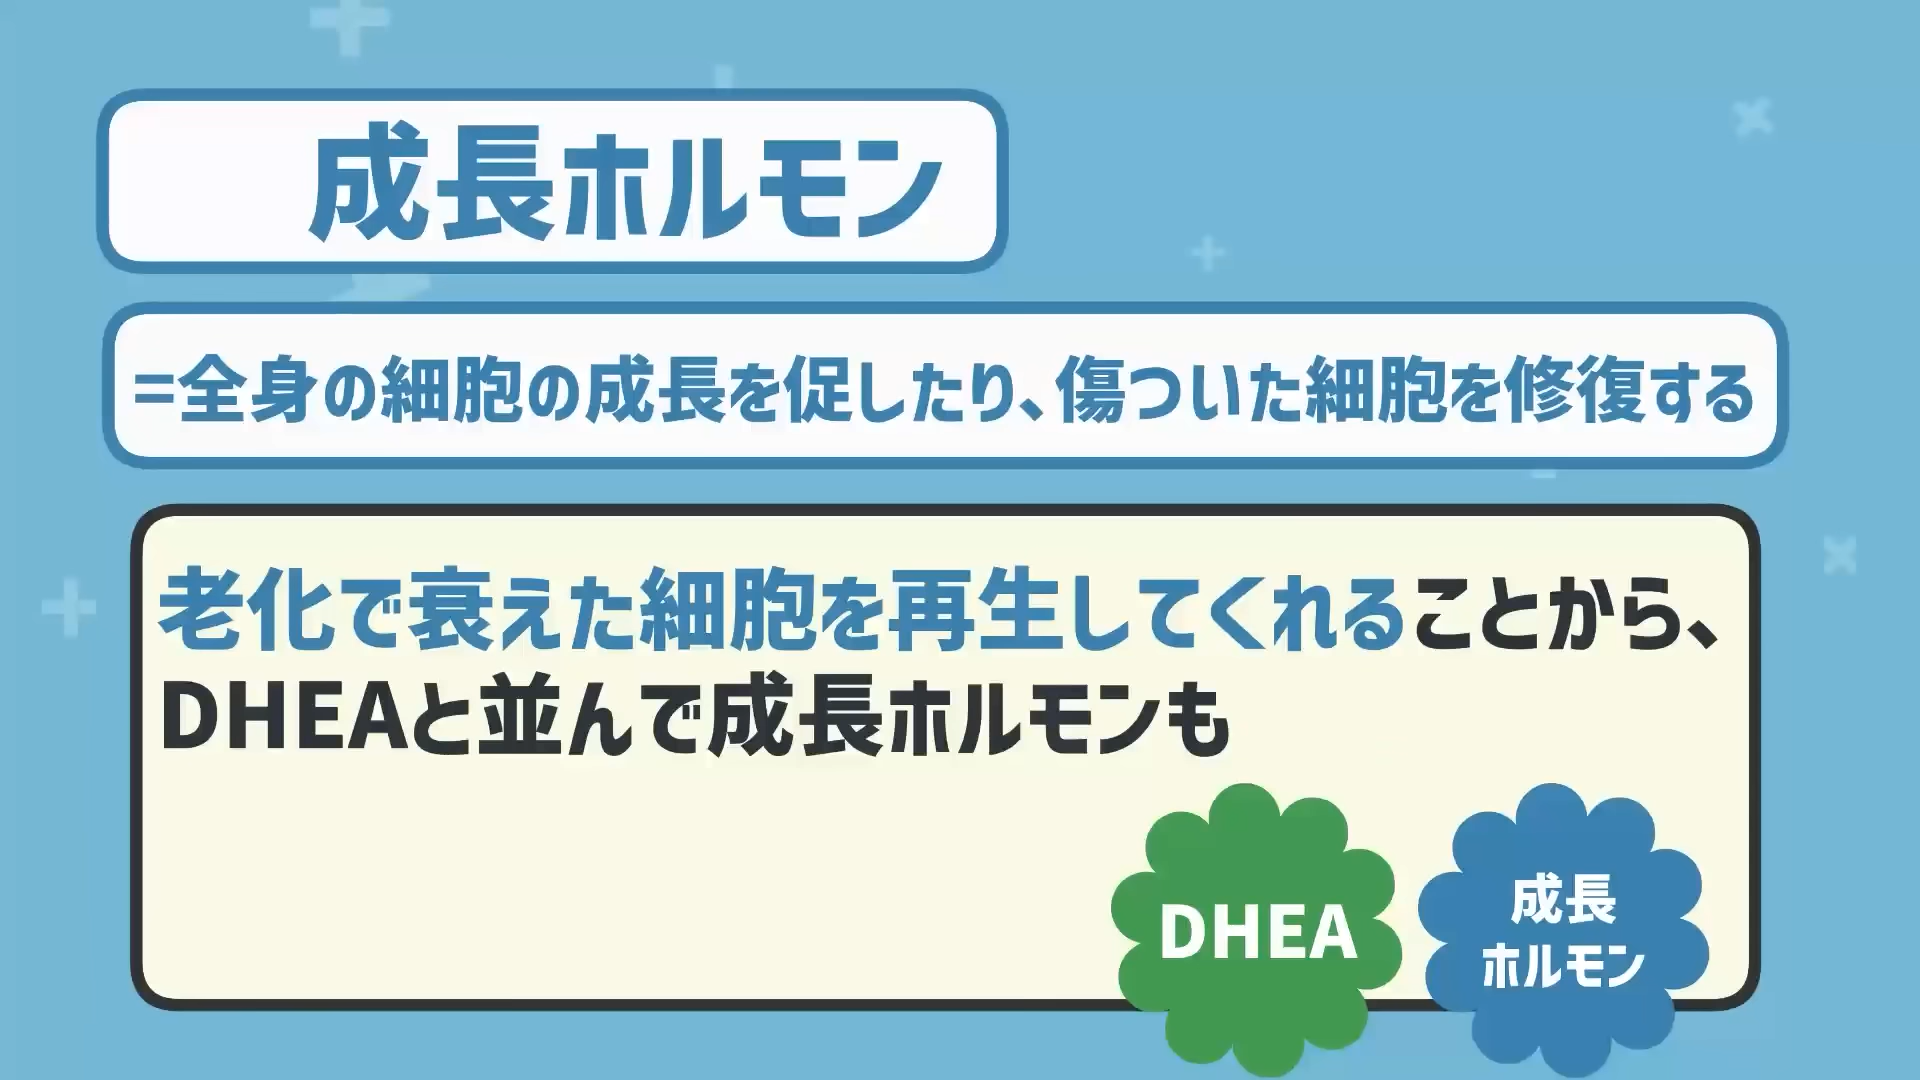 成長ホルモン
=全身の細胞の成長を促したり、傷ついた細胞を修復する
老化で衰えた細胞を再生してくれることから、
DHEAと並んで成長ホルモンも
DHEA
成長
ホルモン